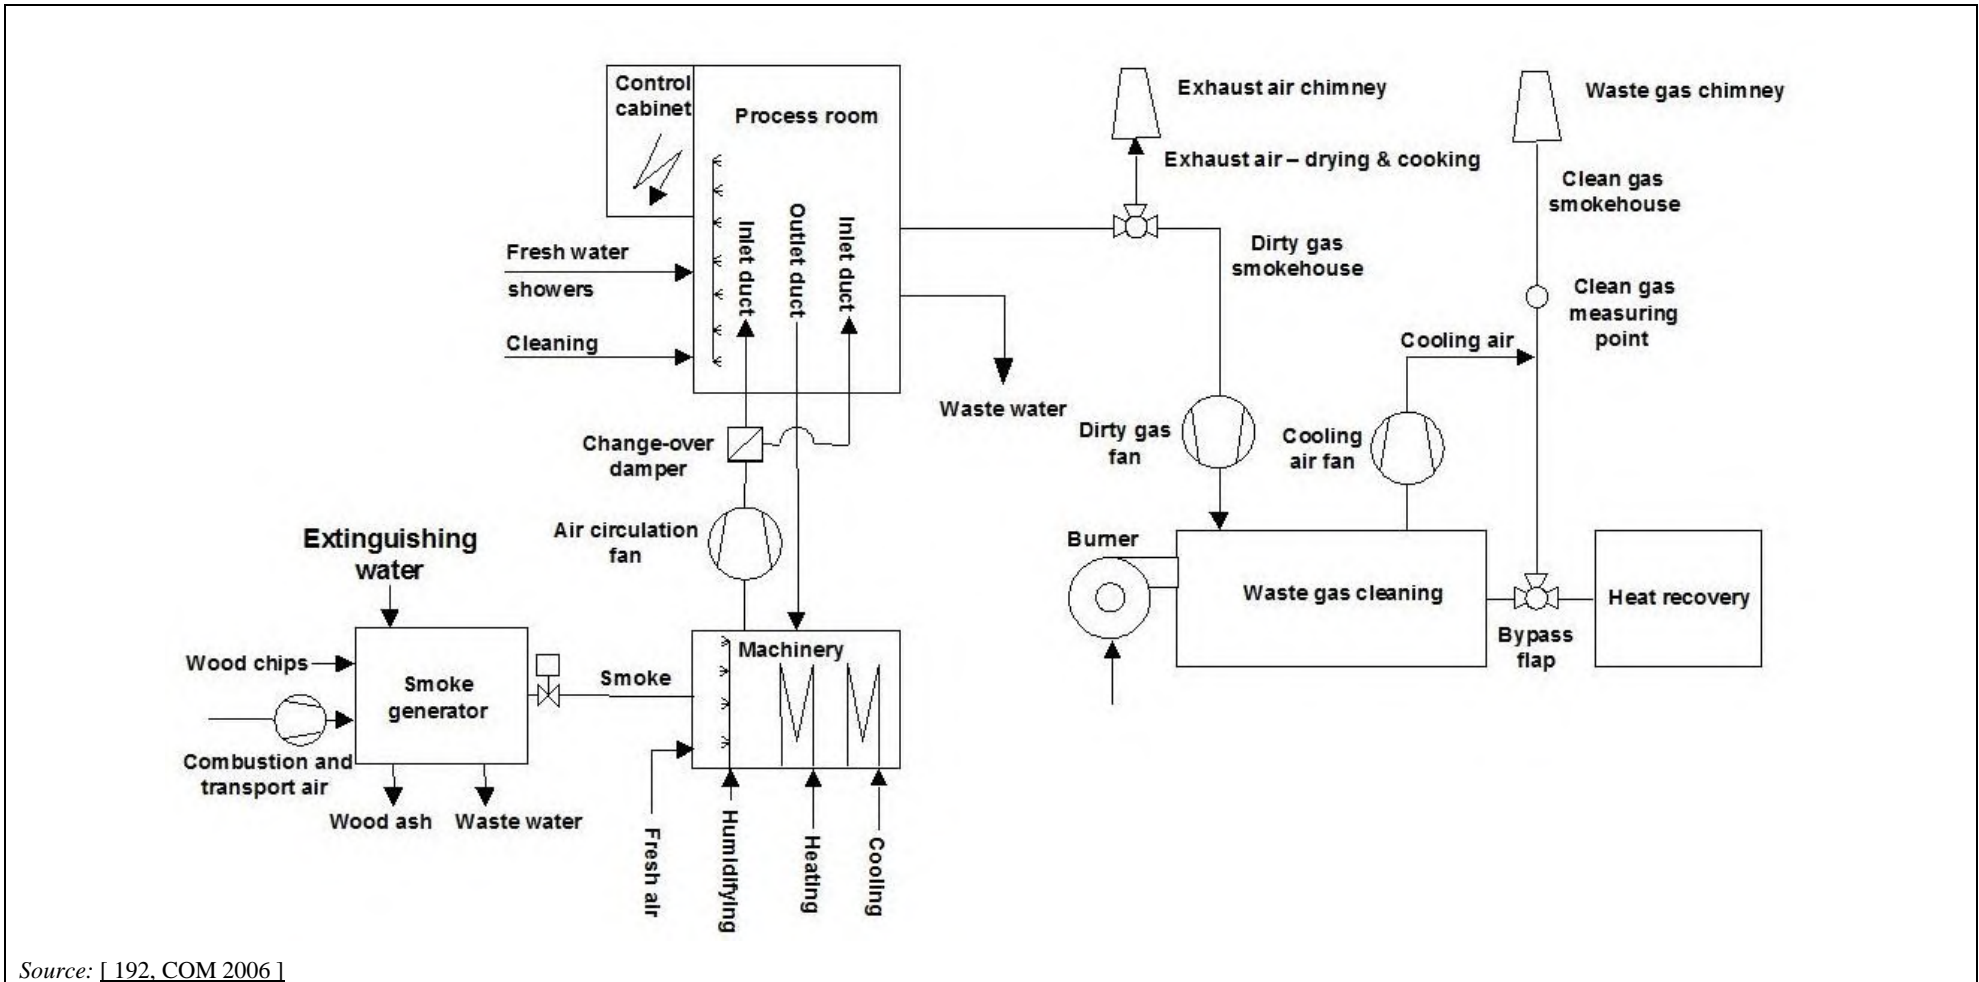 Control
cabinet
Process room
Inlet duct
Outlet duct
Inlet duct
Fresh water
showers
Cleaning
Exhaust air chimney
Exhaust air – drying & cooking
Waste gas chimney
Clean gas
smokehouse
Dirty gas
smokehouse
Clean gas
measuring
point
Cooling air
Waste water
Change-over
damper
Dirty gas
fan
Cooling
air fan
Air circulation
fan
Extinguishing
water
Burner
Waste gas cleaning
Heat recovery
Bypass
flap
Wood chips
Smoke
generator
Smoke
Machinery
Combustion and
transport air
Wood ash
Waste water
Fresh air
Humidifying
Heating
Cooling
Source: [ 192, COM 2006 ]